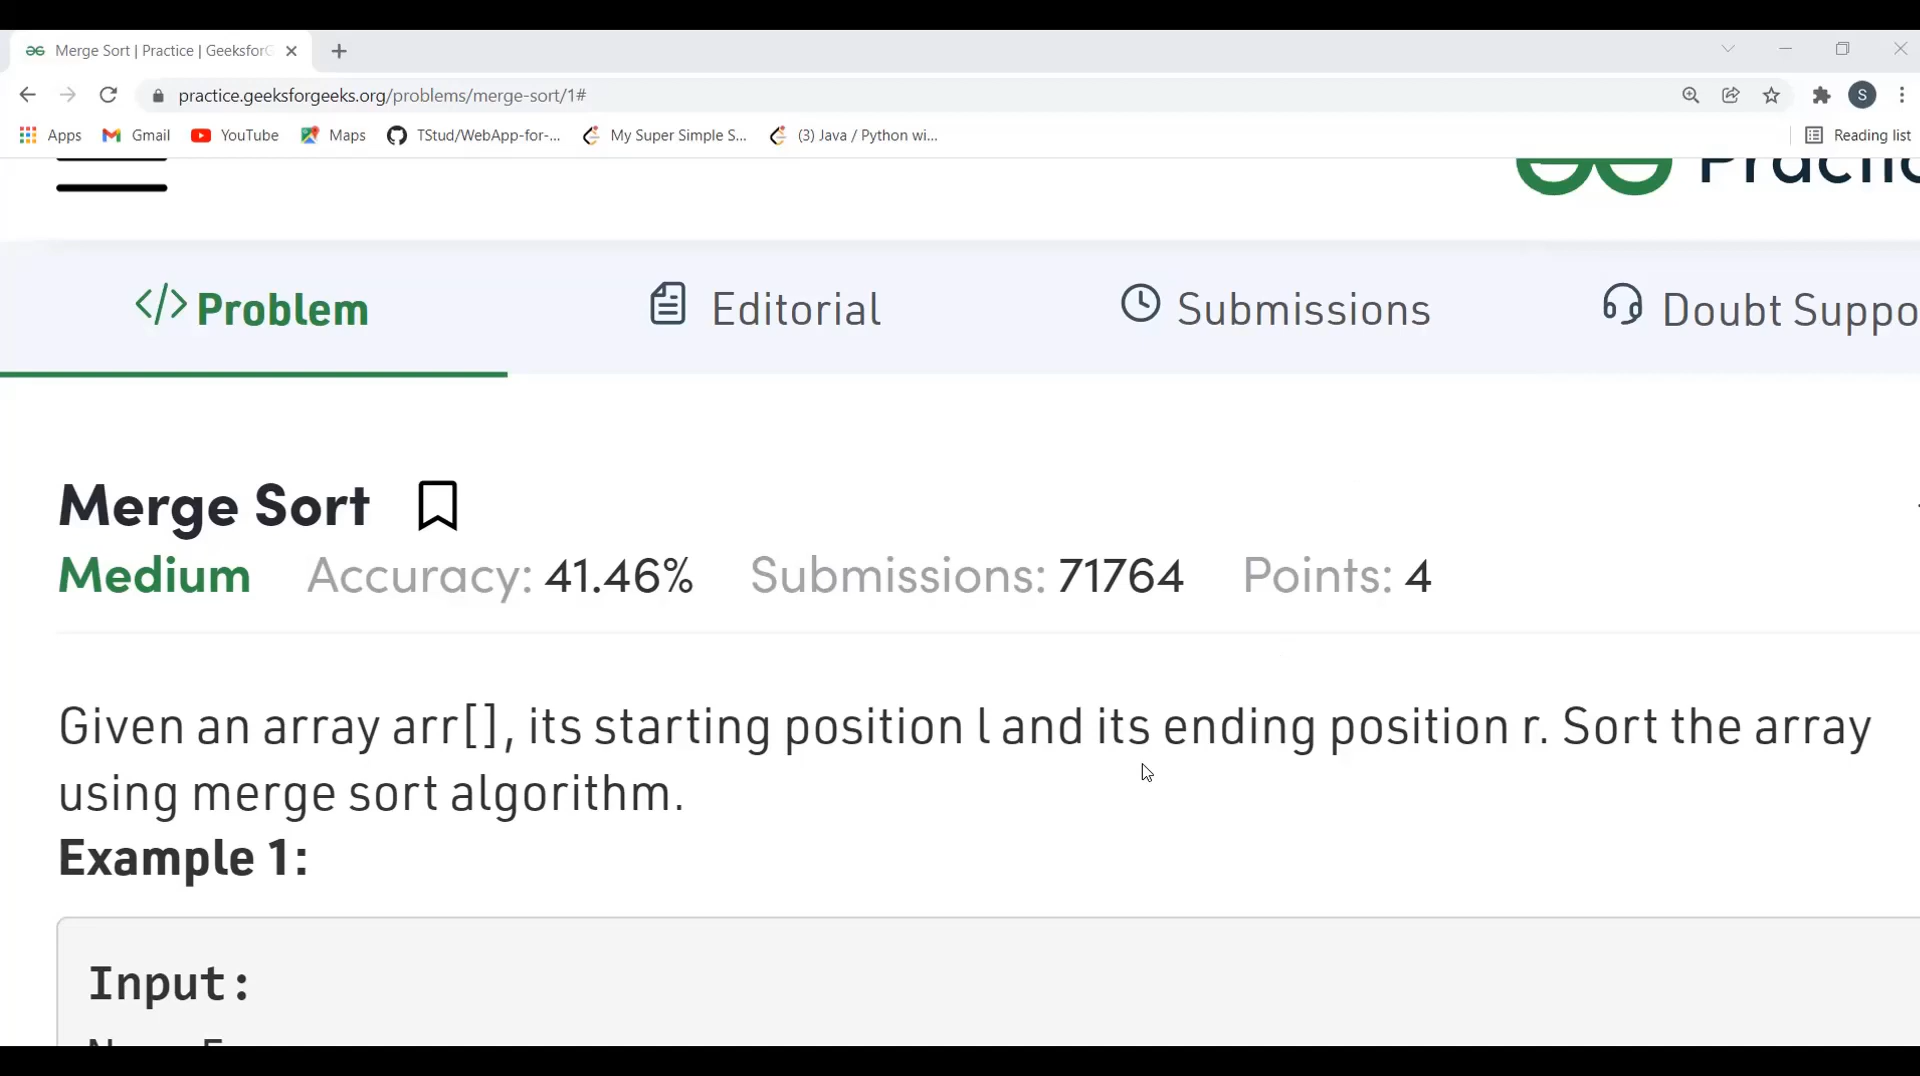 Merge Sort | Practice | GeeksforG
practice.geeksforgeeks.org/problems/merge-sort/1#
S
Apps Gmail YouTube Maps TStud/WebApp-for-... My Super Simple S... (3) Java / Python wi... Reading list
Practic
</> Problem Editorial Submissions Doubt Suppo
Merge Sort
Medium Accuracy: 41.46% Submissions: 71764 Points: 4
Given an array arr[], its starting position l and its ending position r. Sort the array
using merge sort algorithm.
Example 1:
Input: